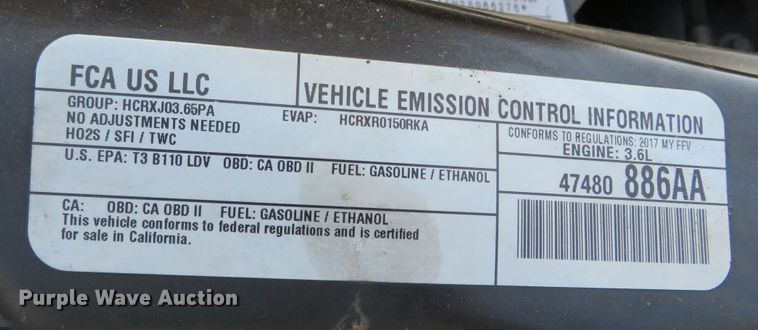 FCA US LLC
VEHICLE EMISSION CONTROL INFORMATION
GROUP: HCRXJ03.65PA
EVAP: HCRXR0150RKA
NO ADJUSTMENTS NEEDED
HO2S / SFI / TWC
CONFORMS TO REGULATIONS: 2017 MY FFV
ENGINE: 3.6L
U.S. EPA: T3 B110 LDV OBD: CA OBD II FUEL: GASOLINE / ETHANOL
47480 886AA
CA: OBD: CA OBD II FUEL: GASOLINE / ETHANOL
This vehicle conforms to federal regulations and is certified
for sale in California.
Purple Wave Auction
PurpleWave.com